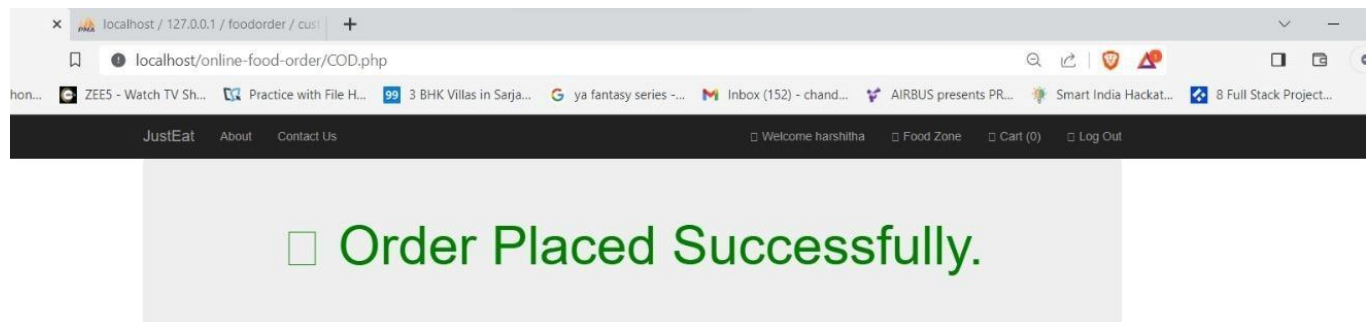 localhost / 127.0.0.1 / foodorder / cust
localhost/online-food-order/COD.php
hon... ZEE5 - Watch TV Sh... Practice with File H... 99 3 BHK Villas in Sarja... ya fantasy series -... Inbox (152) - chand... AIRBUS presents PR... Smart India Hackat... 8 Full Stack Project...
JustEat About Contact Us Welcome harshitha Food Zone Cart (0) Log Out
Order Placed Successfully.